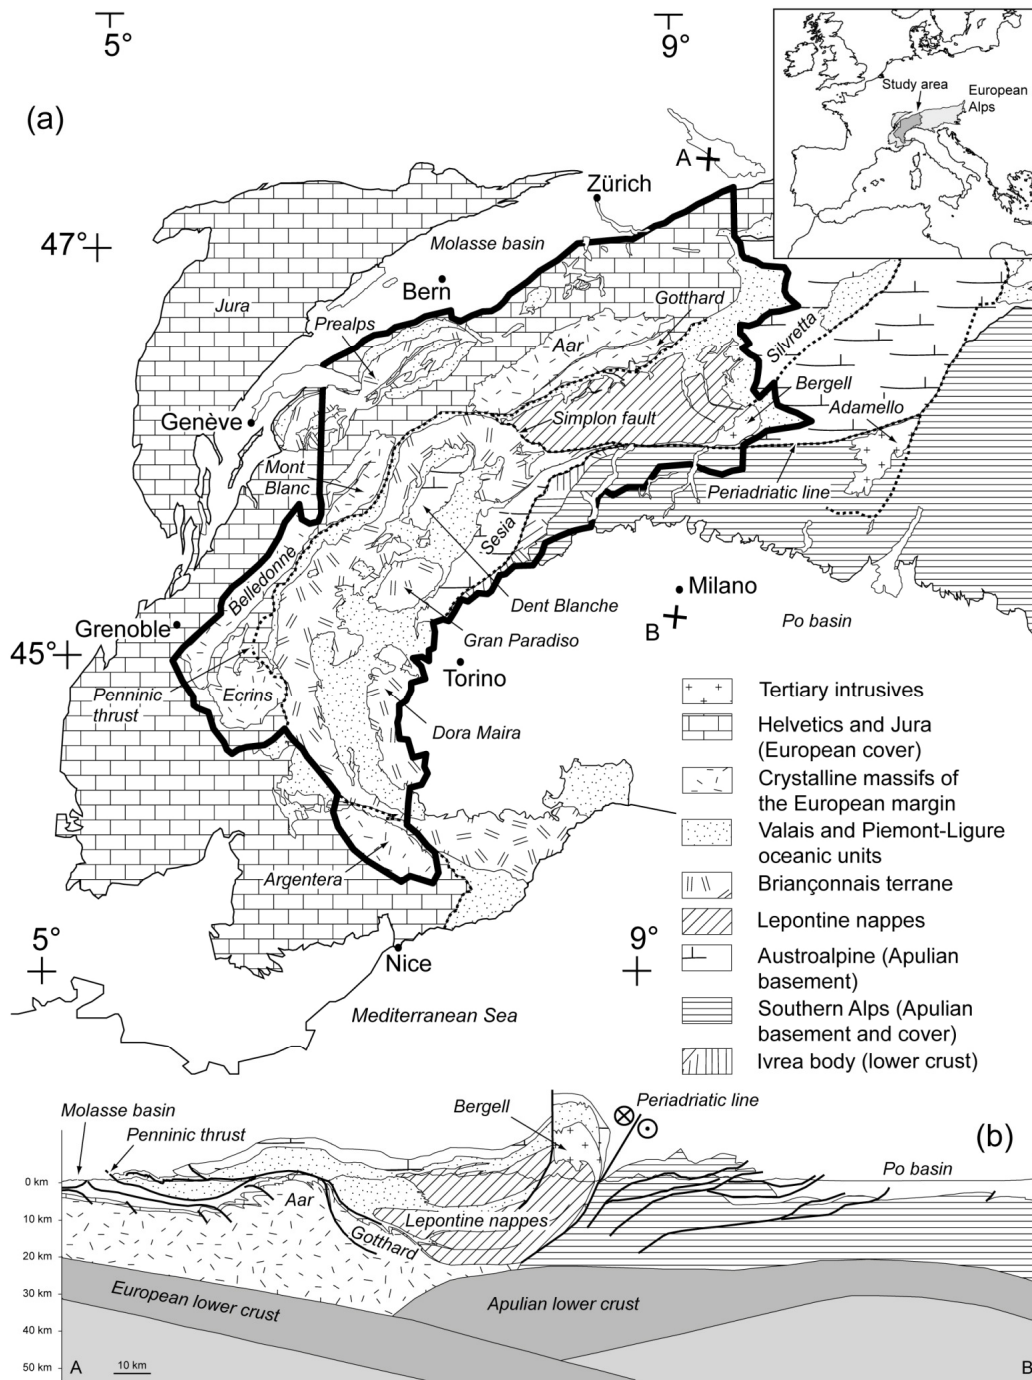 5°
9°
(a)
Study area
European
Alps
A
Zürich
47°
Molasse basin
Bern
Jura
Gotthard
Prealps
Aar
Silvretta
Bergell
Simplon fault
Adamello
Genève
Mont
Blanc
Periadriatic line
Sesia
Belledonne
Milano
Dent Blanche
B
Po basin
Grenoble
Gran Paradiso
45°
Torino
Penninic
thrust
Ecrins
Dora Maira
Argentera
5°
9°
Nice
Mediterranean Sea
Tertiary intrusives
Helvetics and Jura
(European cover)
Crystalline massifs of
the European margin
Valais and Piemont-Ligure
oceanic units
Briançonnais terrane
Lepontine nappes
Austroalpine (Apulian
basement)
Southern Alps (Apulian
basement and cover)
Ivrea body (lower crust)
Molasse basin
Penninic thrust
Bergell
Periadriatic line
(b)
Po basin
0 km
Aar
10 km
Lepontine nappes
Gotthard
20 km
30 km
European lower crust
Apulian lower crust
40 km
50 km
A
10 km
B